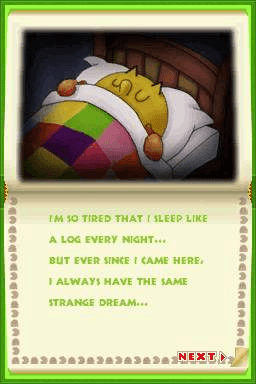 I'M SO TIRED THAT I SLEEP LIKE
A LOG EVERY NIGHT...
BUT EVER SINCE I CAME HERE,
I ALWAYS HAVE THE SAME
STRANGE DREAM...
NEXT